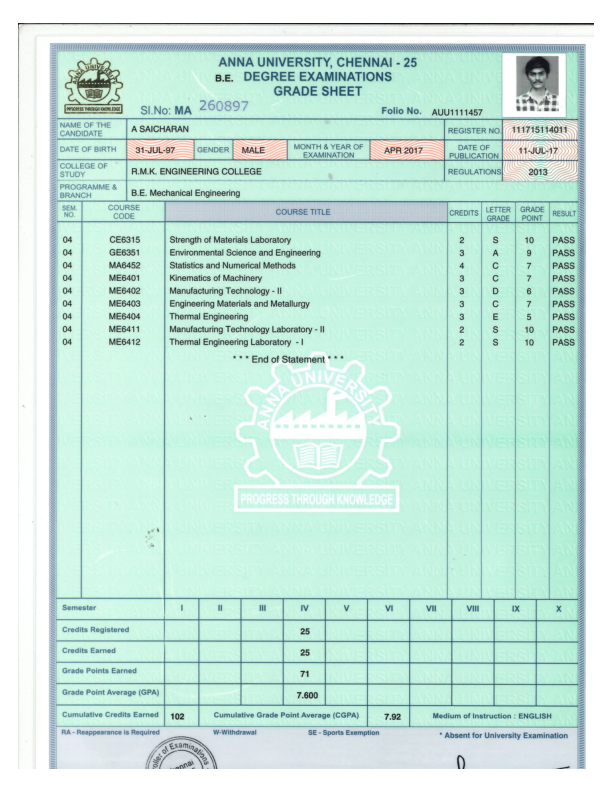 ANNA UNIVERSITY, CHENNAI - 25
B.E. DEGREE EXAMINATIONS
GRADE SHEET
PROGRESS THROUGH KNOWLEDGE
Sl.No: MA 260897 Folio No. AUU1111457
NAME OF THE CANDIDATE A SAICHARAN REGISTER NO. 111715114011
DATE OF BIRTH 31-JUL-97 GENDER MALE MONTH & YEAR OF EXAMINATION APR 2017 DATE OF PUBLICATION 11-JUL-17
COLLEGE OF STUDY R.M.K. ENGINEERING COLLEGE REGULATIONS 2013
PROGRAMME & BRANCH B.E. Mechanical Engineering
SEM. NO. COURSE CODE COURSE TITLE CREDITS LETTER GRADE GRADE POINT RESULT
04 CE6315 Strength of Materials Laboratory 2 S 10 PASS
04 GE6351 Environmental Science and Engineering 3 A 9 PASS
04 MA6452 Statistics and Numerical Methods 4 C 7 PASS
04 ME6401 Kinematics of Machinery 3 C 7 PASS
04 ME6402 Manufacturing Technology - II 3 D 6 PASS
04 ME6403 Engineering Materials and Metallurgy 3 C 7 PASS
04 ME6404 Thermal Engineering 3 E 5 PASS
04 ME6411 Manufacturing Technology Laboratory - II 2 S 10 PASS
04 ME6412 Thermal Engineering Laboratory - I 2 S 10 PASS
* * * End of Statement * * *
ANNA UNIVERSITY
PROGRESS THROUGH KNOWLEDGE
Semester I II III IV V VI VII VIII IX X
Credits Registered 25
Credits Earned 25
Grade Points Earned 71
Grade Point Average (GPA) 7.600
Cumulative Credits Earned 102 Cumulative Grade Point Average (CGPA) 7.92 Medium of Instruction : ENGLISH
RA - Reappearance is Required W-Withdrawal SE - Sports Exemption * Absent for University Examination
of Examinations